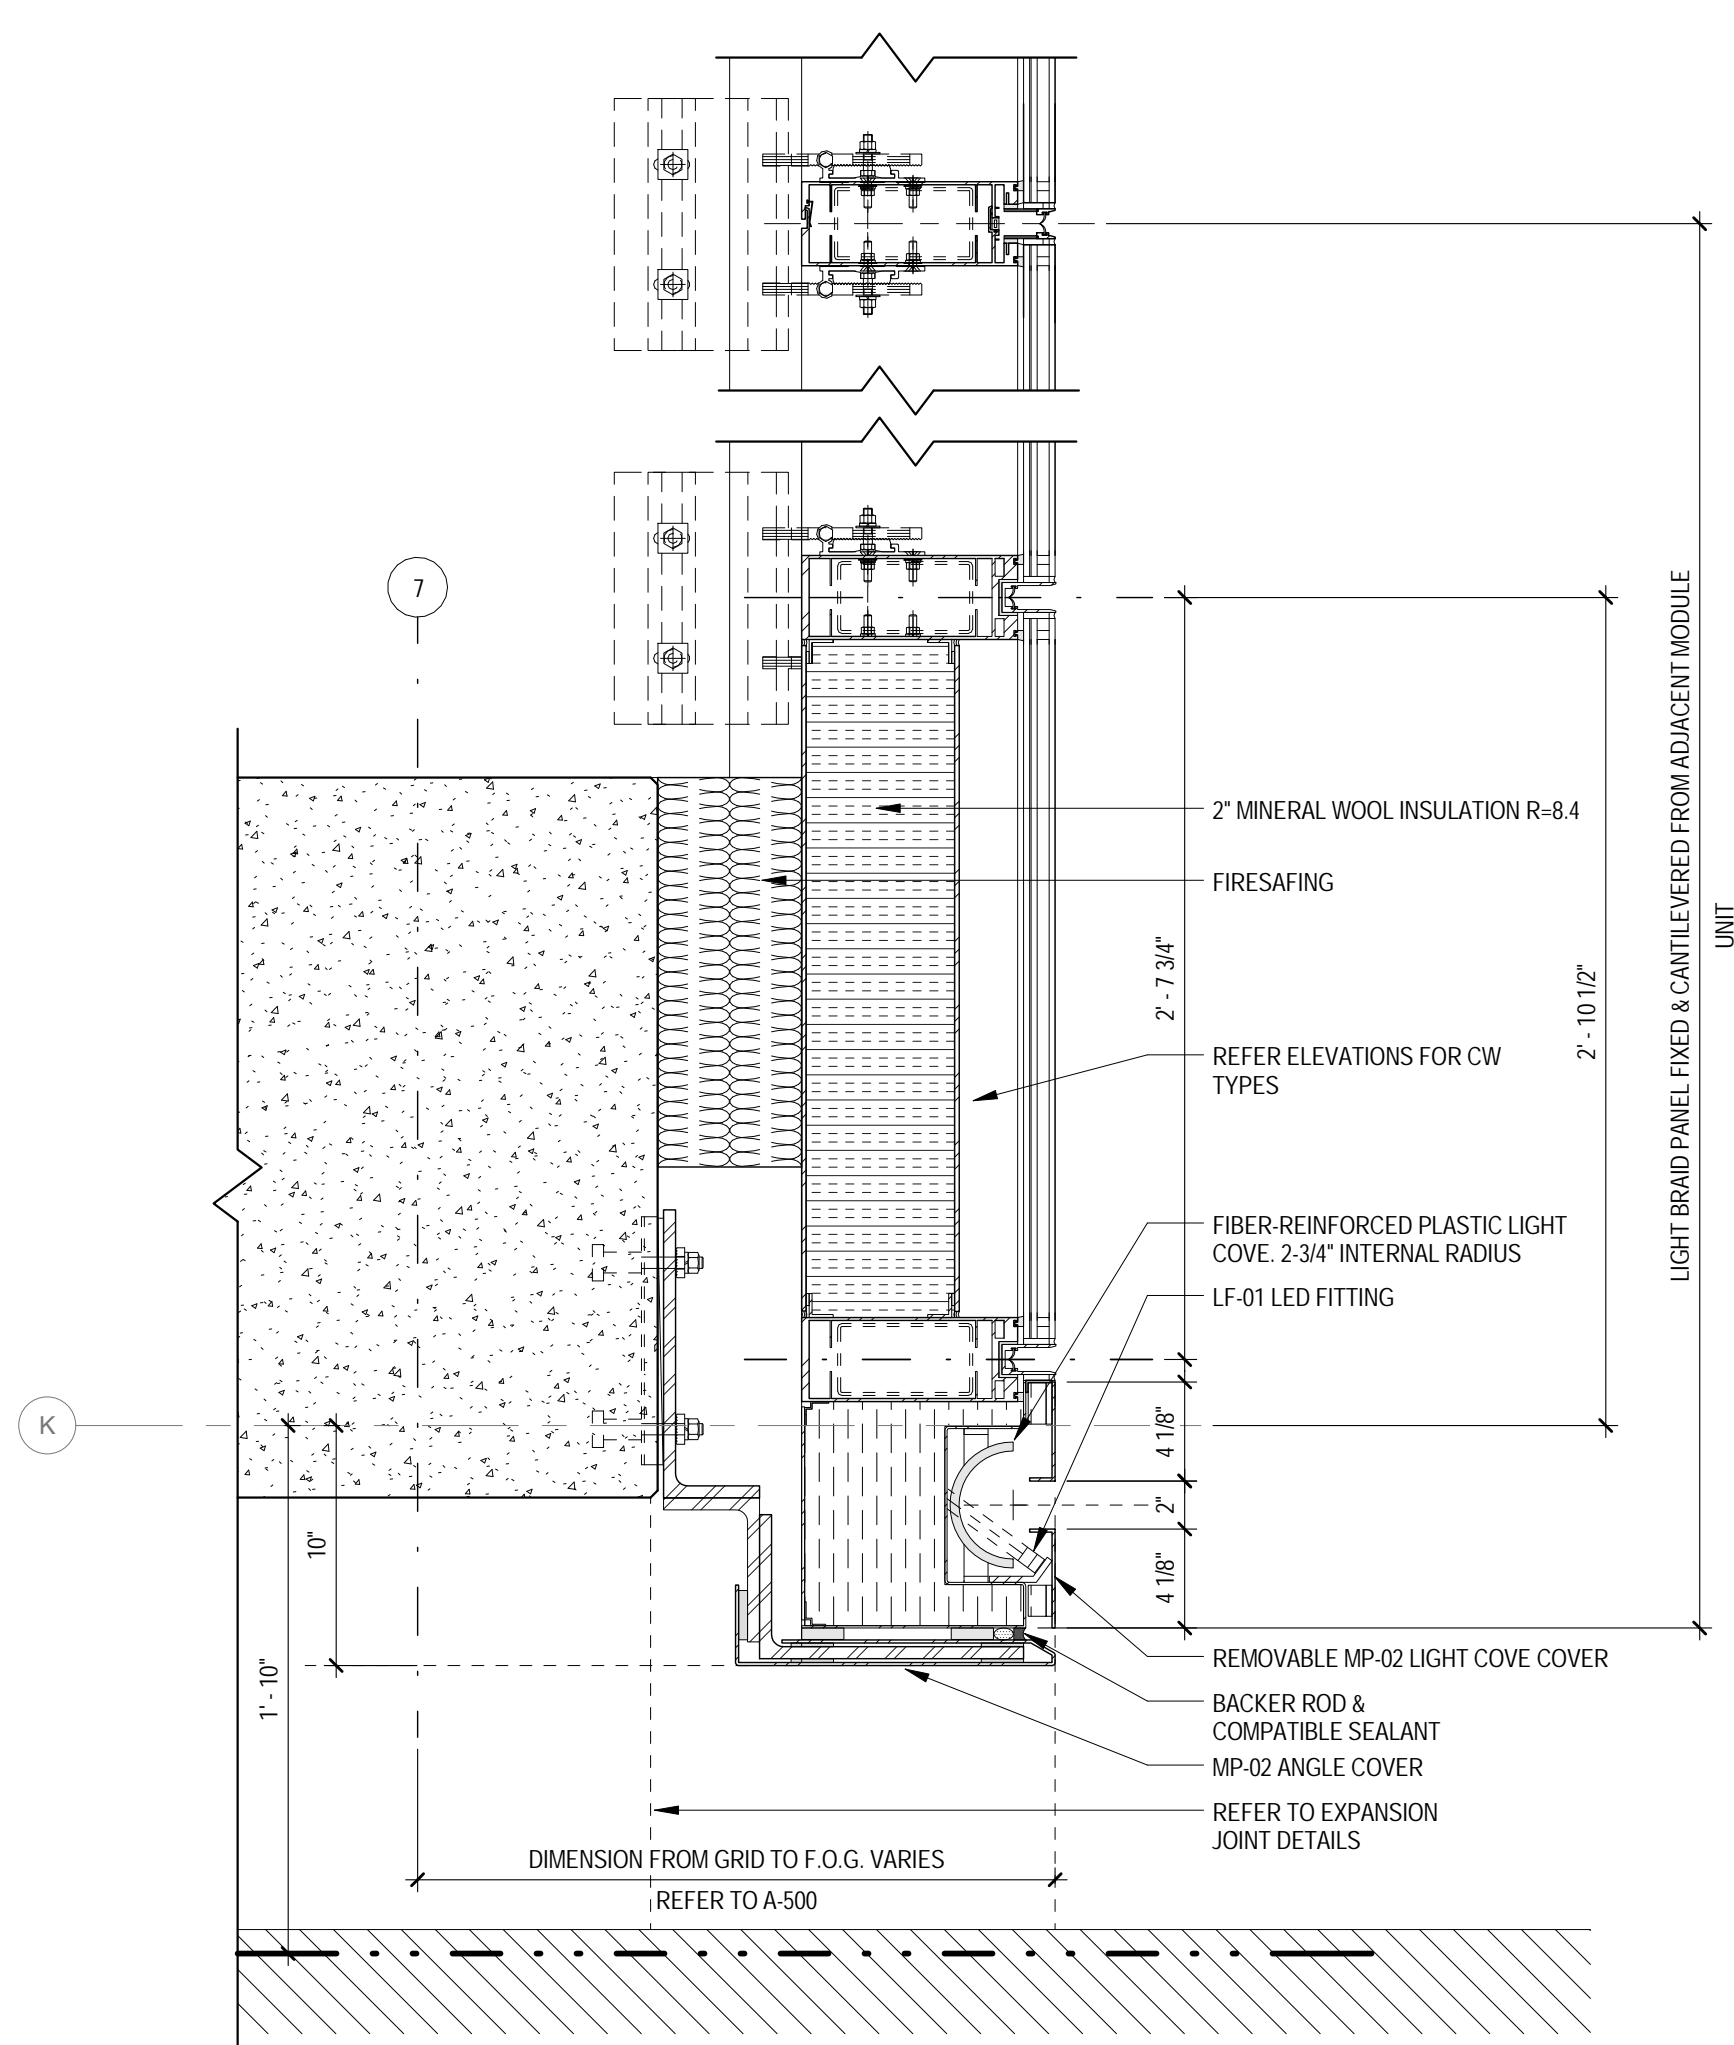 7
K
2" MINERAL WOOL INSULATION R=8.4
FIRESAFING
REFER ELEVATIONS FOR CW
TYPES
FIBER-REINFORCED PLASTIC LIGHT
COVE. 2-3/4" INTERNAL RADIUS
LF-01 LED FITTING
REMOVABLE MP-02 LIGHT COVE COVER
BACKER ROD &
COMPATIBLE SEALANT
MP-02 ANGLE COVER
REFER TO EXPANSION
JOINT DETAILS
2' - 7 3/4"
2' - 10 1/2"
4 1/8"
2"
4 1/8"
LIGHT BRAID PANEL FIXED & CANTILEVERED FROM ADJACENT MODULE
UNIT
10"
1' - 10"
DIMENSION FROM GRID TO F.O.G. VARIES
REFER TO A-500